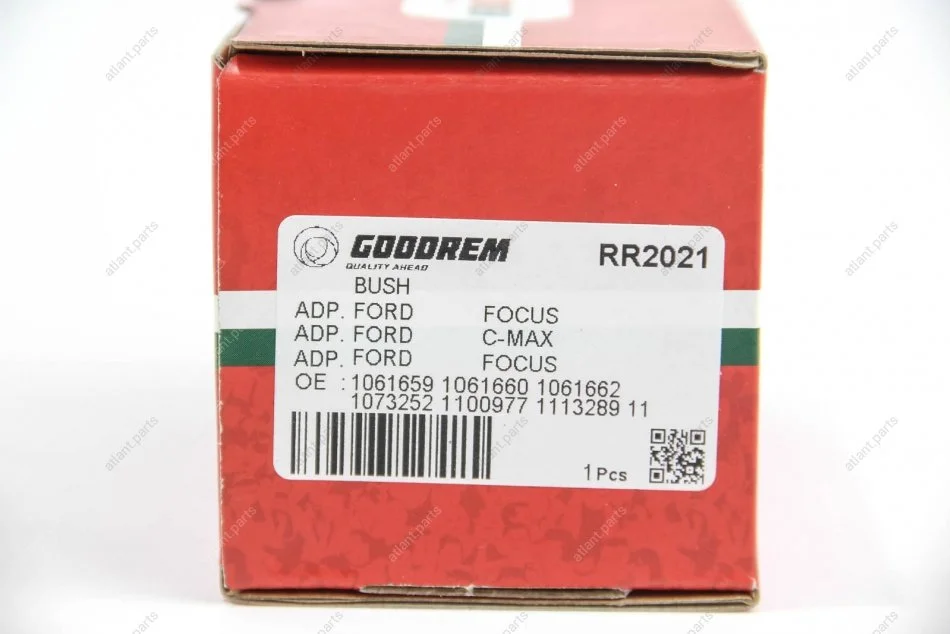 GOODREM
QUALITY AHEAD
RR2021
BUSH
ADP. FORD FOCUS
ADP. FORD C-MAX
ADP. FORD FOCUS
OE : 1061659 1061660 1061662
1073252 1100977 1113289 11
1 Pcs
atlant.parts